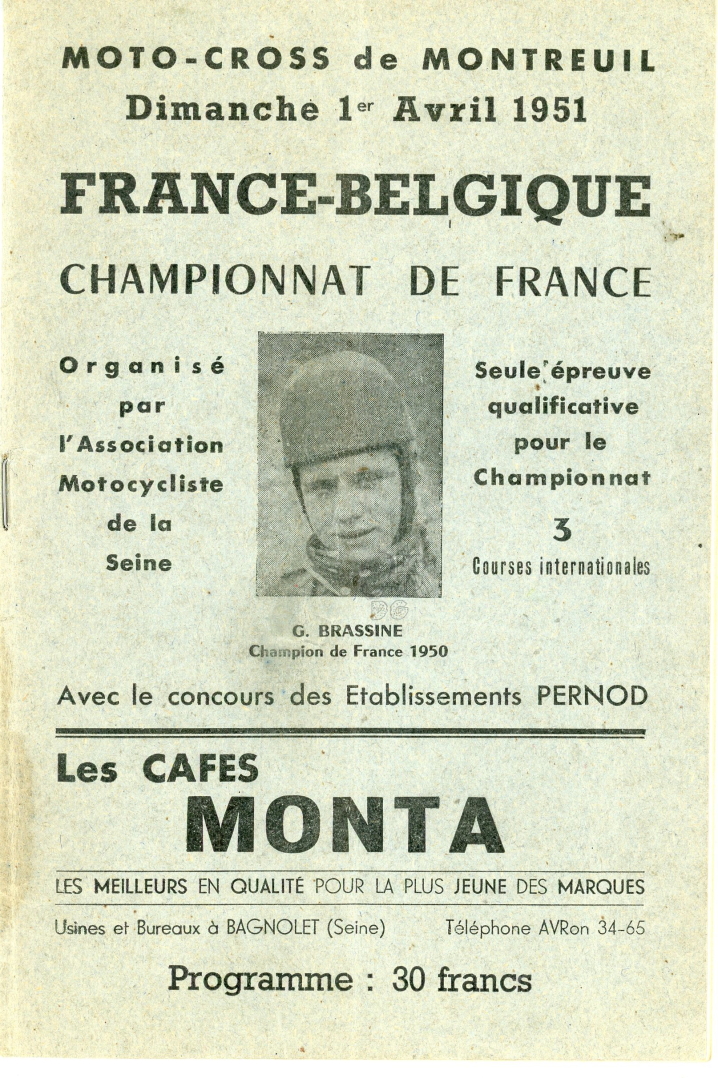 MOTO-CROSS de MONTREUIL
Dimanche 1er Avril 1951
FRANCE-BELGIQUE
CHAMPIONNAT DE FRANCE
Organisé
par
l'Association
Motocycliste
de la
Seine
Seule épreuve
qualificative
pour le
Championnat
3
Courses internationales
BG
G. BRASSINE
Champion de France 1950
Avec le concours des Etablissements PERNOD
Les CAFES
MONTA
LES MEILLEURS EN QUALITÉ POUR LA PLUS JEUNE DES MARQUES
Usines et Bureaux à BAGNOLET (Seine) Téléphone AVRon 34-65
Programme : 30 francs